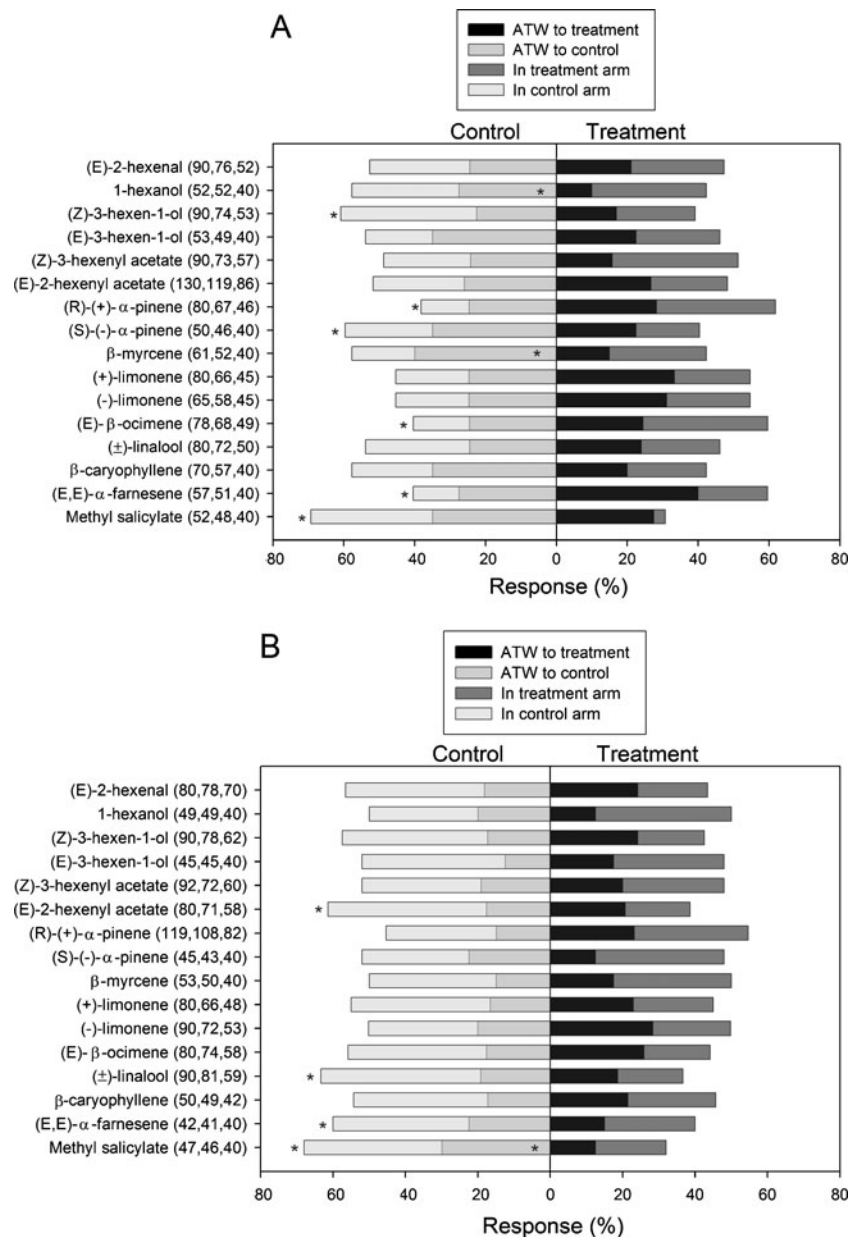 A
ATW to treatment
ATW to control
In treatment arm
In control arm
Control Treatment
(E)-2-hexenal (90,76,52)
1-hexanol (52,52,40)
*
(Z)-3-hexen-1-ol (90,74,53)
*
(E)-3-hexen-1-ol (53,49,40)
(Z)-3-hexenyl acetate (90,73,57)
(E)-2-hexenyl acetate (130,119,86)
(R)-(+)-α-pinene (80,67,46)
*
(S)-(-)-α-pinene (50,46,40)
*
β-myrcene (61,52,40)
*
(+)-limonene (80,66,45)
(-)-limonene (65,58,45)
(E)-β-ocimene (78,68,49)
*
(±)-linalool (80,72,50)
β-caryophyllene (70,57,40)
(E,E)-α-farnesene (57,51,40)
*
Methyl salicylate (52,48,40)
*
80 60 40 20 0 20 40 60 80
Response (%)
B
ATW to treatment
ATW to control
In treatment arm
In control arm
Control Treatment
(E)-2-hexenal (80,78,70)
1-hexanol (49,49,40)
(Z)-3-hexen-1-ol (90,78,62)
(E)-3-hexen-1-ol (45,45,40)
(Z)-3-hexenyl acetate (92,72,60)
(E)-2-hexenyl acetate (80,71,58)
*
(R)-(+)-α-pinene (119,108,82)
(S)-(-)-α-pinene (45,43,40)
β-myrcene (53,50,40)
(+)-limonene (80,66,48)
(-)-limonene (90,72,53)
(E)- β-ocimene (80,74,58)
(±)-linalool (90,81,59)
*
β-caryophyllene (50,49,42)
(E,E)-α-farnesene (42,41,40)
*
Methyl salicylate (47,46,40)
* *
80 60 40 20 0 20 40 60 80
Response (%)